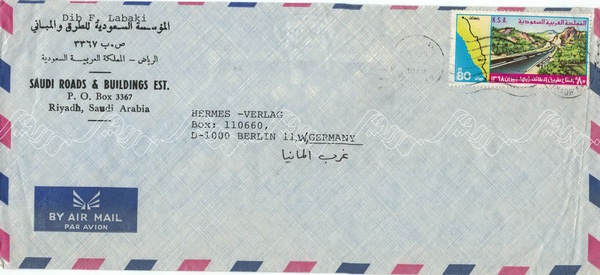 Dib F. Labaki
المؤسسة السعودية للطرق والمباني
ص.ب ٣٣٦٧
الرياض - المملكة العربية السعودية
SAUDI ROADS & BUILDINGS EST.
P. O. Box 3367
Riyadh, Saudi Arabia
K.S.A.
المملكة العربية السعودية
80
٨٠
HERMES -VERLAG
Box: 110660,
D-1000 BERLIN 11,W/GERMANY
غرب المانيا
BY AIR MAIL
PAR AVION